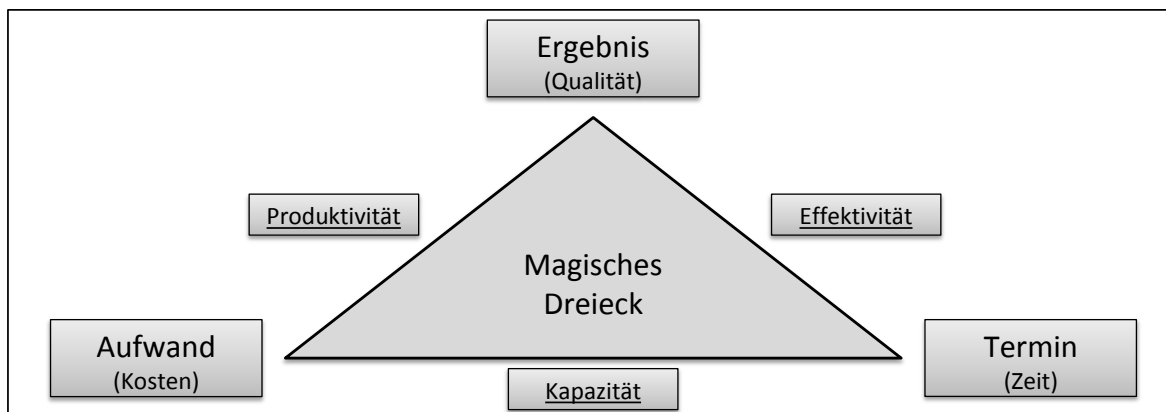 Ergebnis
(Qualität)
Produktivität
Effektivität
Magisches
Dreieck
Aufwand
(Kosten)
Termin
(Zeit)
Kapazität